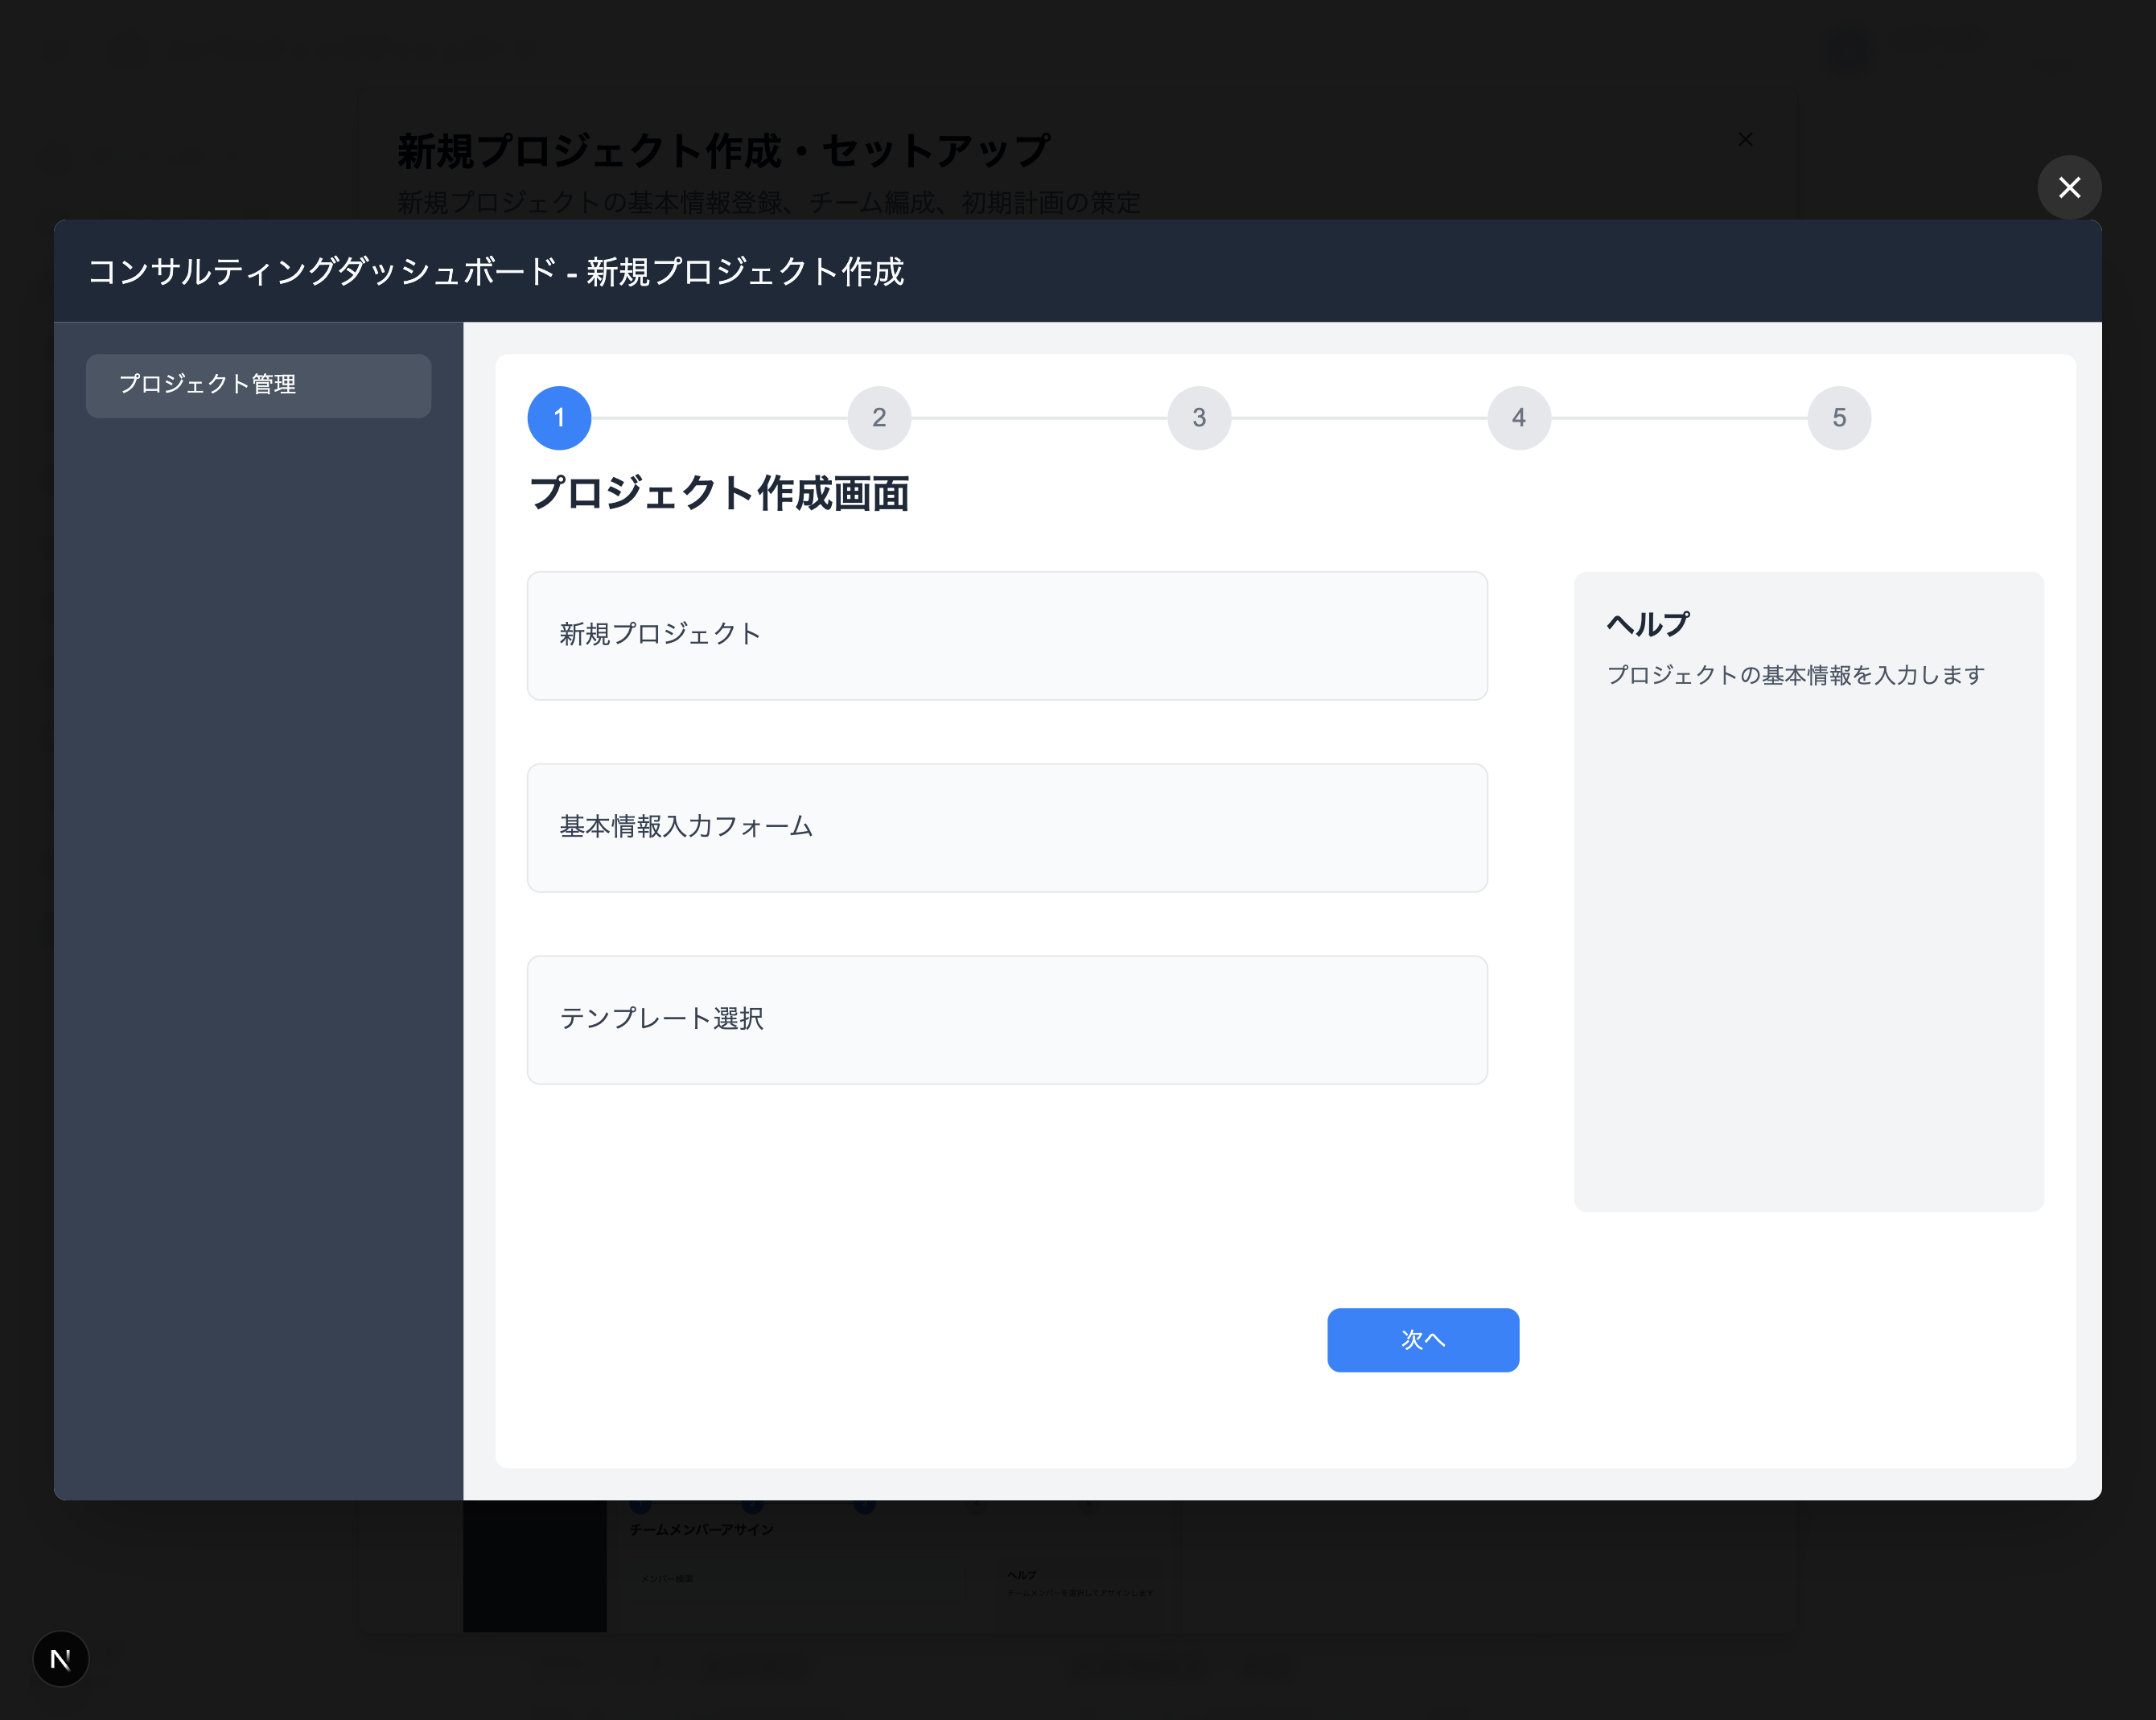 新規プロジェクト作成・セットアップ
×
新規プロジェクトの基本情報登録、チーム編成、初期計画の策定
×
コンサルティングダッシュボード - 新規プロジェクト作成
プロジェクト管理
1
2
3
4
5
プロジェクト作成画面
新規プロジェクト
基本情報入力フォーム
テンプレート選択
ヘルプ
プロジェクトの基本情報を入力します
次へ
チームメンバーアサイン
メンバー検索
ヘルプ
チームメンバーを選択してアサインします
N